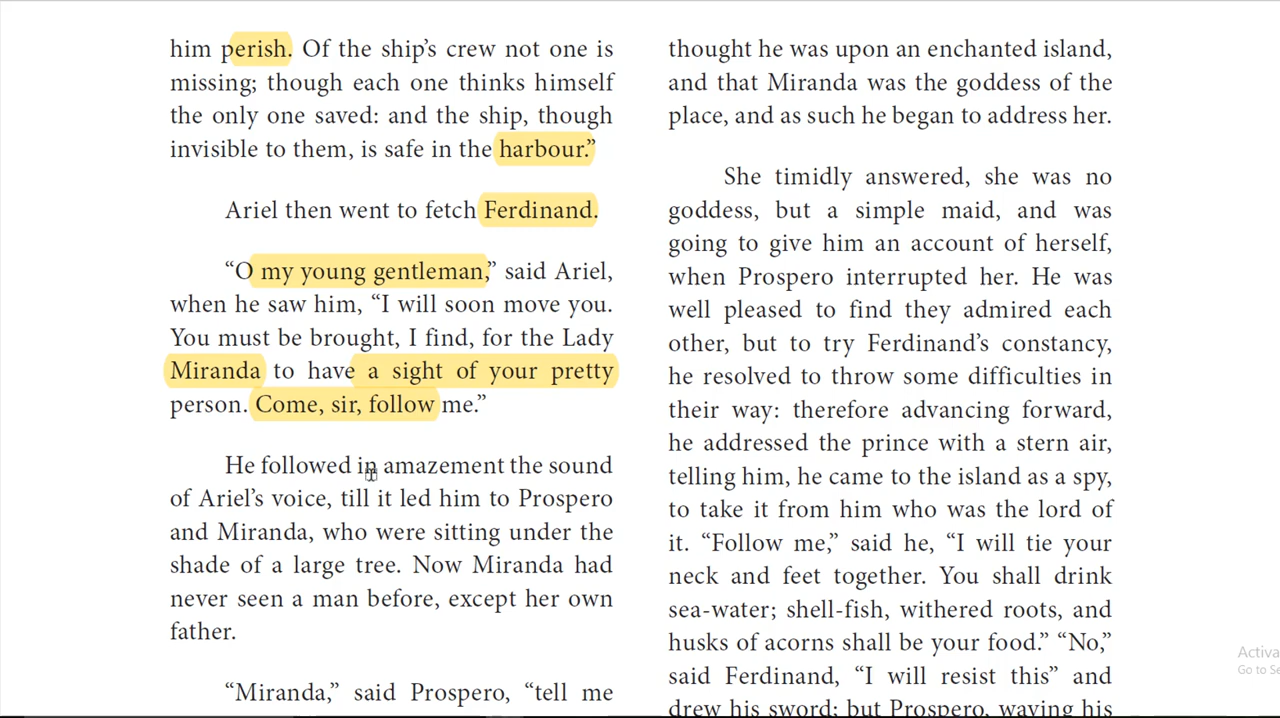 him perish. Of the ship’s crew not one is
missing; though each one thinks himself
the only one saved: and the ship, though
invisible to them, is safe in the harbour.”
Ariel then went to fetch Ferdinand.
“O my young gentleman,” said Ariel,
when he saw him, “I will soon move you.
You must be brought, I find, for the Lady
Miranda to have a sight of your pretty
person. Come, sir, follow me.”
He followed in amazement the sound
of Ariel’s voice, till it led him to Prospero
and Miranda, who were sitting under the
shade of a large tree. Now Miranda had
never seen a man before, except her own
father.
“Miranda,” said Prospero, “tell me
thought he was upon an enchanted island,
and that Miranda was the goddess of the
place, and as such he began to address her.
She timidly answered, she was no
goddess, but a simple maid, and was
going to give him an account of herself,
when Prospero interrupted her. He was
well pleased to find they admired each
other, but to try Ferdinand’s constancy,
he resolved to throw some difficulties in
their way: therefore advancing forward,
he addressed the prince with a stern air,
telling him, he came to the island as a spy,
to take it from him who was the lord of
it. “Follow me,” said he, “I will tie your
neck and feet together. You shall drink
sea-water; shell-fish, withered roots, and
husks of acorns shall be your food.” “No,”
said Ferdinand, “I will resist this” and
drew his sword; but Prospero, waving his
Activa
Go to Se